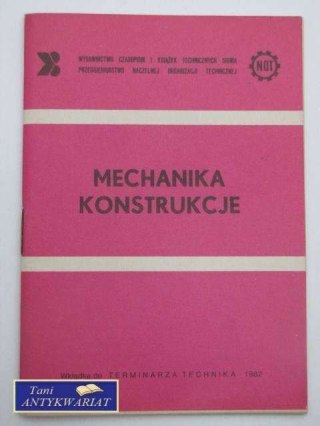 WYDAWNICTWO CZASOPISM I KSIĄŻEK TECHNICZNYCH SIGMA
PRZEDSIĘBIORSTWO NACZELNEJ ORGANIZACJI TECHNICZNEJ
NOT
MECHANIKA
KONSTRUKCJE
Wkładka do TERMINARZA TECHNIKA 1982
Tani
ANTYKWARIAT